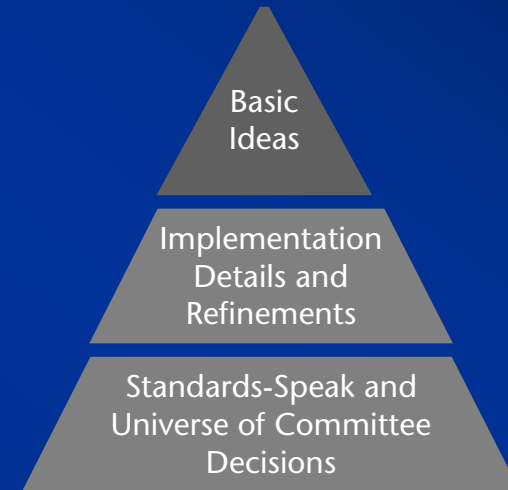 Basic
Ideas
Implementation
Details and
Refinements
Standards-Speak and
Universe of Committee
Decisions